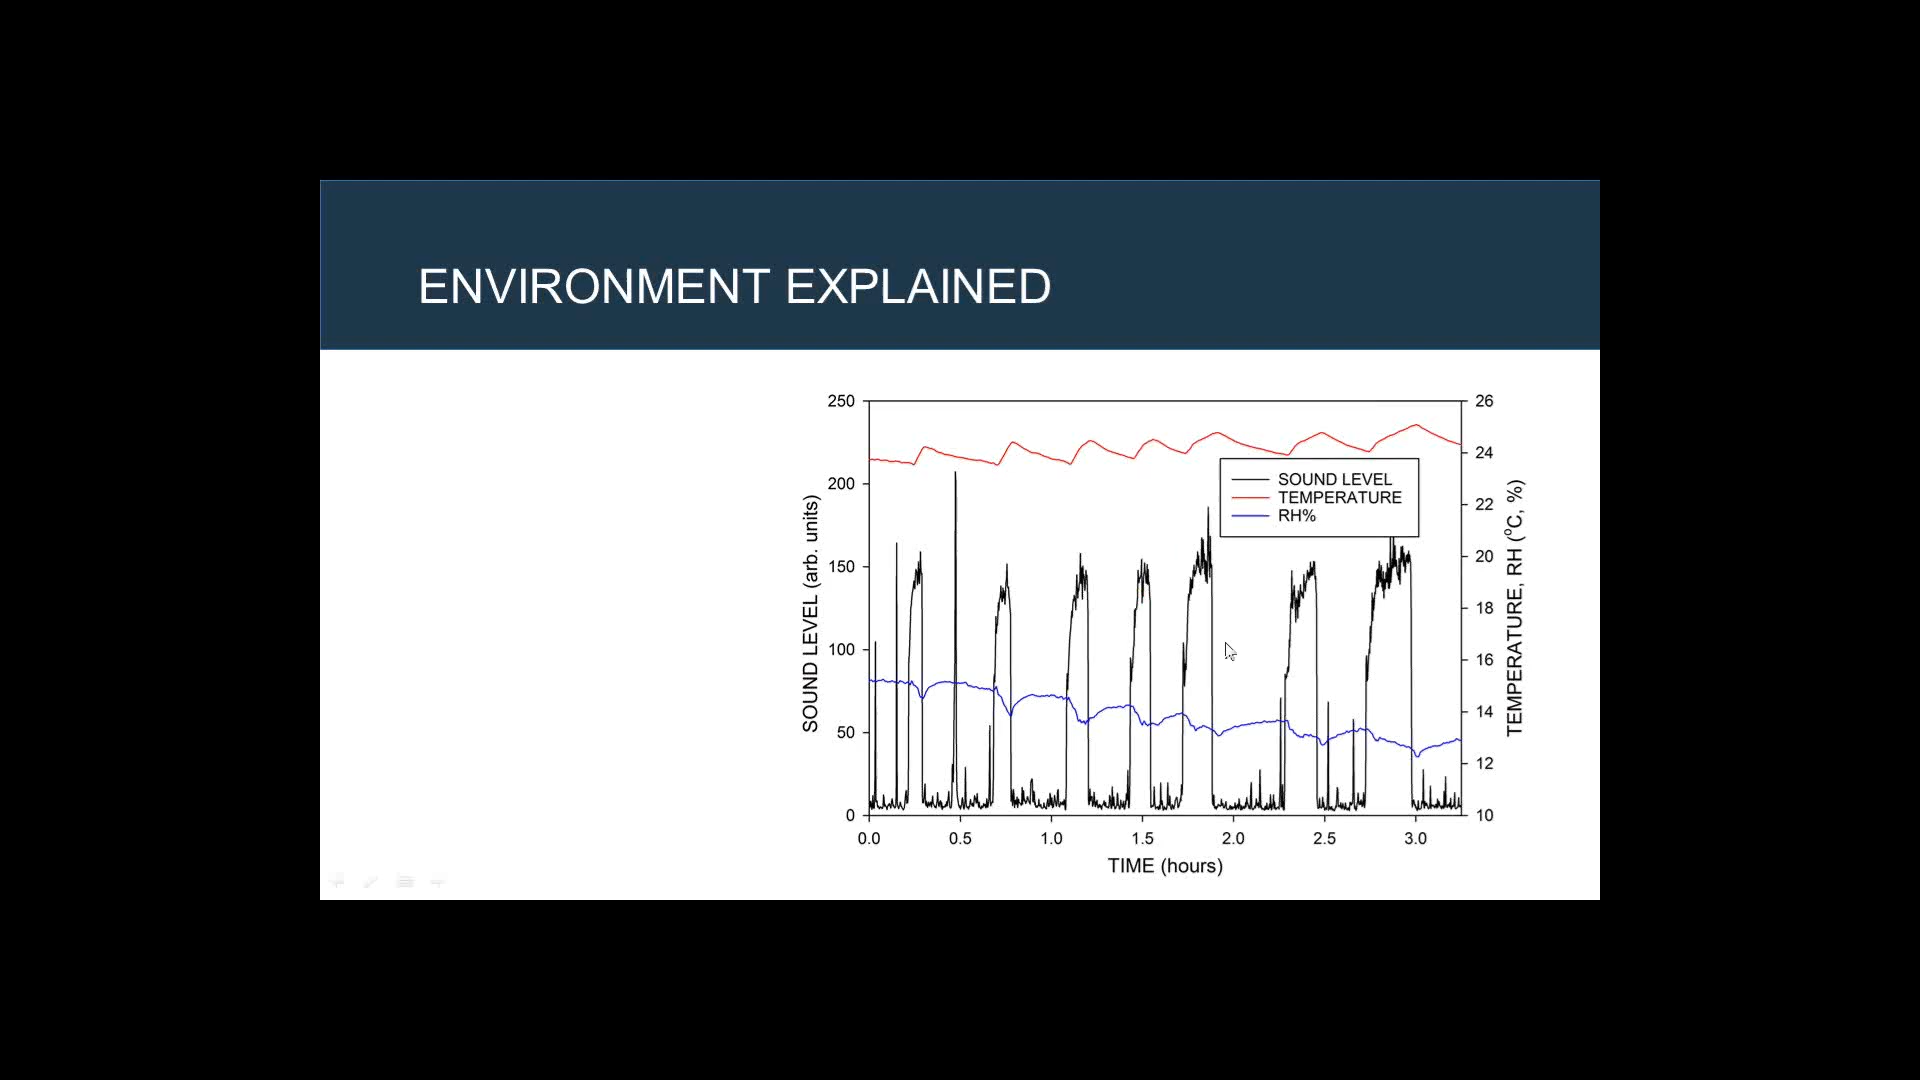 ENVIRONMENT EXPLAINED
250
200
150
100
50
0
SOUND LEVEL (arb. units)
26
24
22
20
18
16
14
12
10
TEMPERATURE, RH (⁰C, %)
SOUND LEVEL
TEMPERATURE
RH%
0.0 0.5 1.0 1.5 2.0 2.5 3.0
TIME (hours)